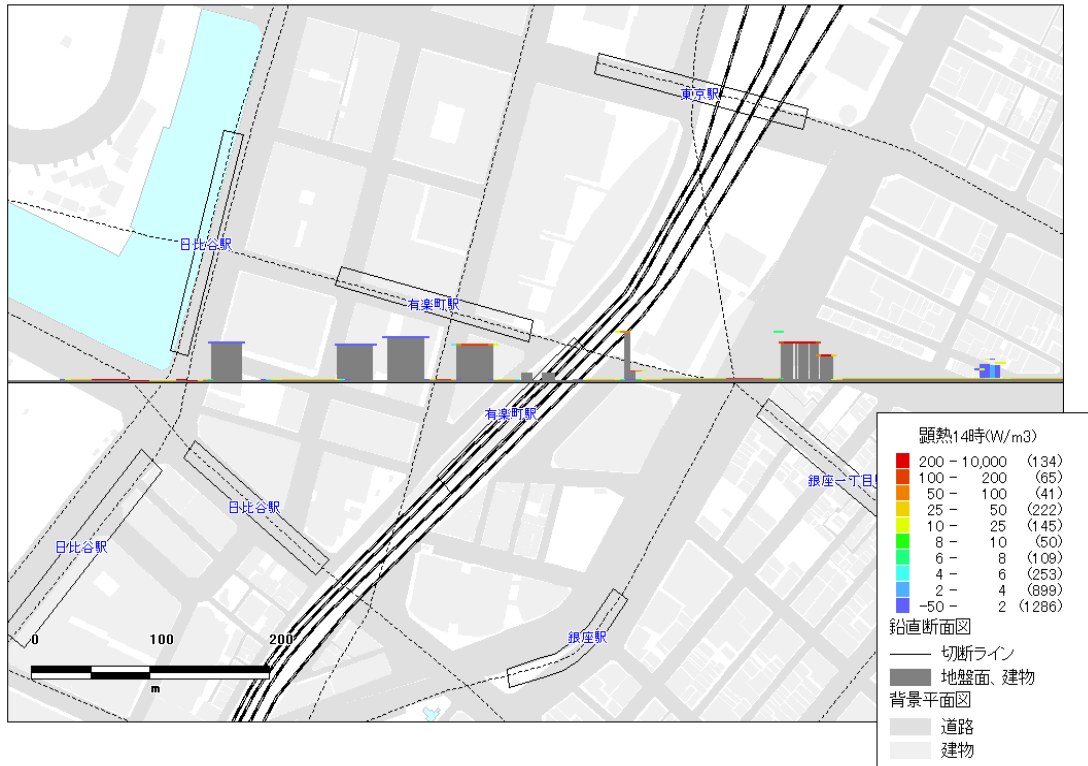 東京駅
日比谷駅
有楽町駅
有楽町駅
日比谷駅
日比谷駅
銀座一丁目
銀座駅
0 100 200
m
顕熱14時(W/m3)
200 - 10,000 (134)
100 - 200 (65)
50 - 100 (41)
25 - 50 (222)
10 - 25 (145)
8 - 10 (50)
6 - 8 (109)
4 - 6 (253)
2 - 4 (899)
-50 - 2 (1286)
鉛直断面図
切断ライン
地盤面、建物
背景平面図
道路
建物